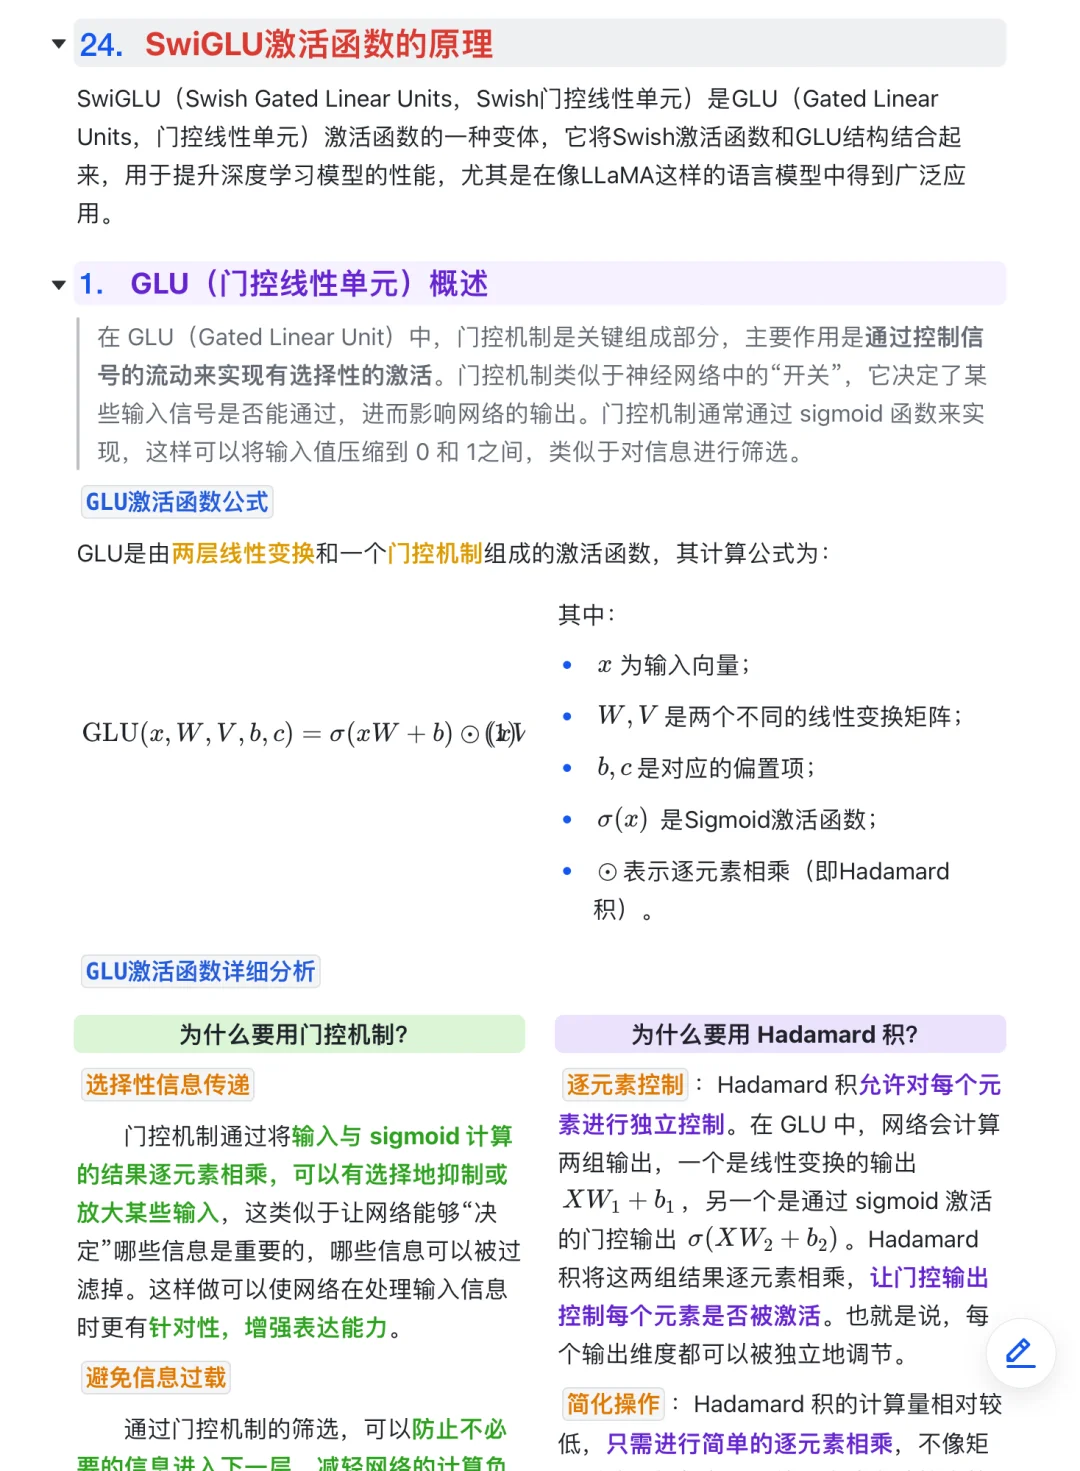 24. SwiGLU激活函数的原理
SwiGLU（Swish Gated Linear Units，Swish门控线性单元）是GLU（Gated Linear
Units，门控线性单元）激活函数的一种变体，它将Swish激活函数和GLU结构结合起
来，用于提升深度学习模型的性能，尤其是在像LLaMA这样的语言模型中得到广泛应
用。
1. GLU（门控线性单元）概述
在 GLU（Gated Linear Unit）中，门控机制是关键组成部分，主要作用是通过控制信
号的流动来实现有选择性的激活。门控机制类似于神经网络中的“开关”，它决定了某
些输入信号是否能通过，进而影响网络的输出。门控机制通常通过 sigmoid 函数来实
现，这样可以将输入值压缩到 0 和 1之间，类似于对信息进行筛选。
GLU激活函数公式
GLU是由两层线性变换和一个门控机制组成的激活函数，其计算公式为：
GLU(x, W, V, b, c) = σ(xW + b) ⊙
其中：
x 为输入向量；
W, V 是两个不同的线性变换矩阵；
b, c 是对应的偏置项；
σ(x) 是Sigmoid激活函数；
⊙ 表示逐元素相乘（即Hadamard
积）。
GLU激活函数详细分析
为什么要用门控机制？
选择性信息传递
门控机制通过将输入与 sigmoid 计算
的结果逐元素相乘，可以有选择地抑制或
放大某些输入，这类似于让网络能够“决
定”哪些信息是重要的，哪些信息可以被过
滤掉。这样做可以使网络在处理输入信息
时更有针对性，增强表达能力。
避免信息过载
通过门控机制的筛选，可以防止不必
要的信息进入下一层，减轻网络的计算负
为什么要用 Hadamard 积？
逐元素控制 ：Hadamard 积允许对每个元
素进行独立控制。在 GLU 中，网络会计算
两组输出，一个是线性变换的输出
XW₁ + b₁，另一个是通过 sigmoid 激活
的门控输出 σ(XW₂ + b₂)。Hadamard
积将这两组结果逐元素相乘，让门控输出
控制每个元素是否被激活。也就是说，每
个输出维度都可以被独立地调节。
简化操作 ：Hadamard 积的计算量相对较
低，只需进行简单的逐元素相乘，不像矩